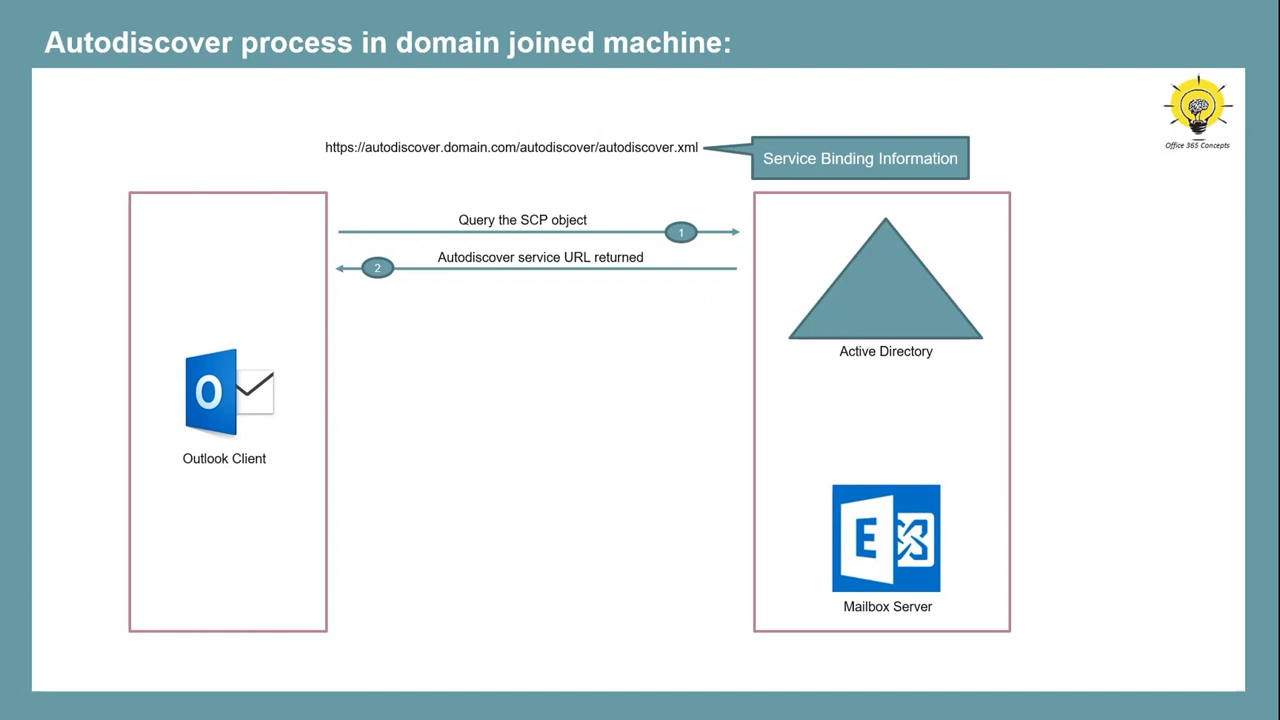 Autodiscover process in domain joined machine:
Office 365 Concepts
https://autodiscover.domain.com/autodiscover/autodiscover.xml
Service Binding Information
Query the SCP object
1
Autodiscover service URL returned
2
Active Directory
O
Outlook Client
E
Mailbox Server